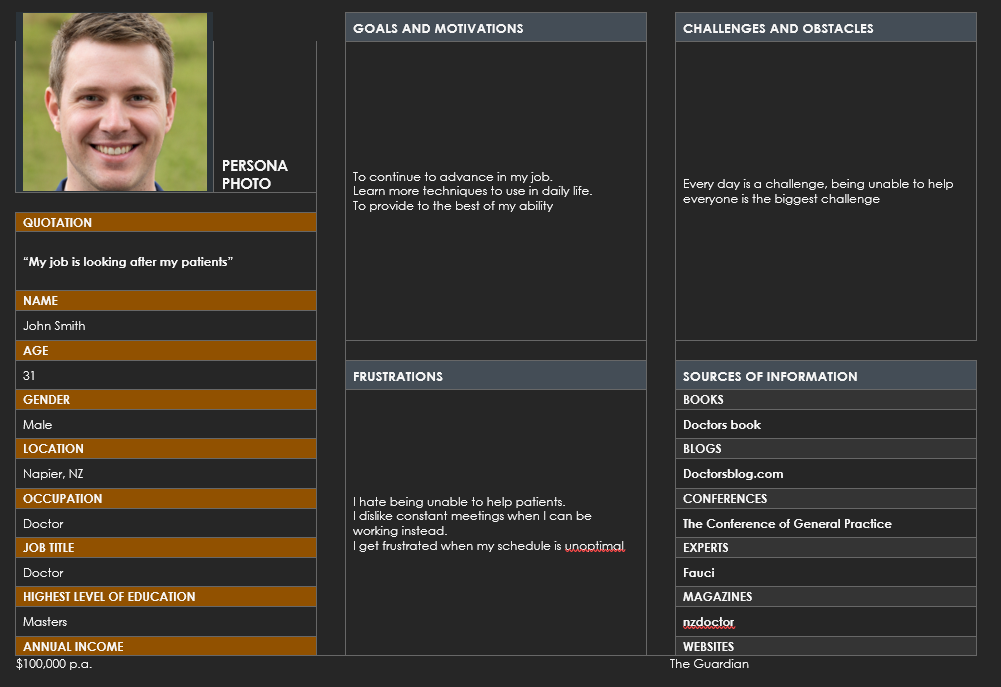 PERSONA
PHOTO
QUOTATION
“My job is looking after my patients”
NAME
John Smith
AGE
31
GENDER
Male
LOCATION
Napier, NZ
OCCUPATION
Doctor
JOB TITLE
Doctor
HIGHEST LEVEL OF EDUCATION
Masters
ANNUAL INCOME
$100,000 p.a.
GOALS AND MOTIVATIONS
To continue to advance in my job.
Learn more techniques to use in daily life.
To provide to the best of my ability
FRUSTRATIONS
I hate being unable to help patients.
I dislike constant meetings when I can be
working instead.
I get frustrated when my schedule is unoptimal
CHALLENGES AND OBSTACLES
Every day is a challenge, being unable to help
everyone is the biggest challenge
SOURCES OF INFORMATION
BOOKS
Doctors book
BLOGS
Doctorsblog.com
CONFERENCES
The Conference of General Practice
EXPERTS
Fauci
MAGAZINES
nzdoctor
WEBSITES
The Guardian